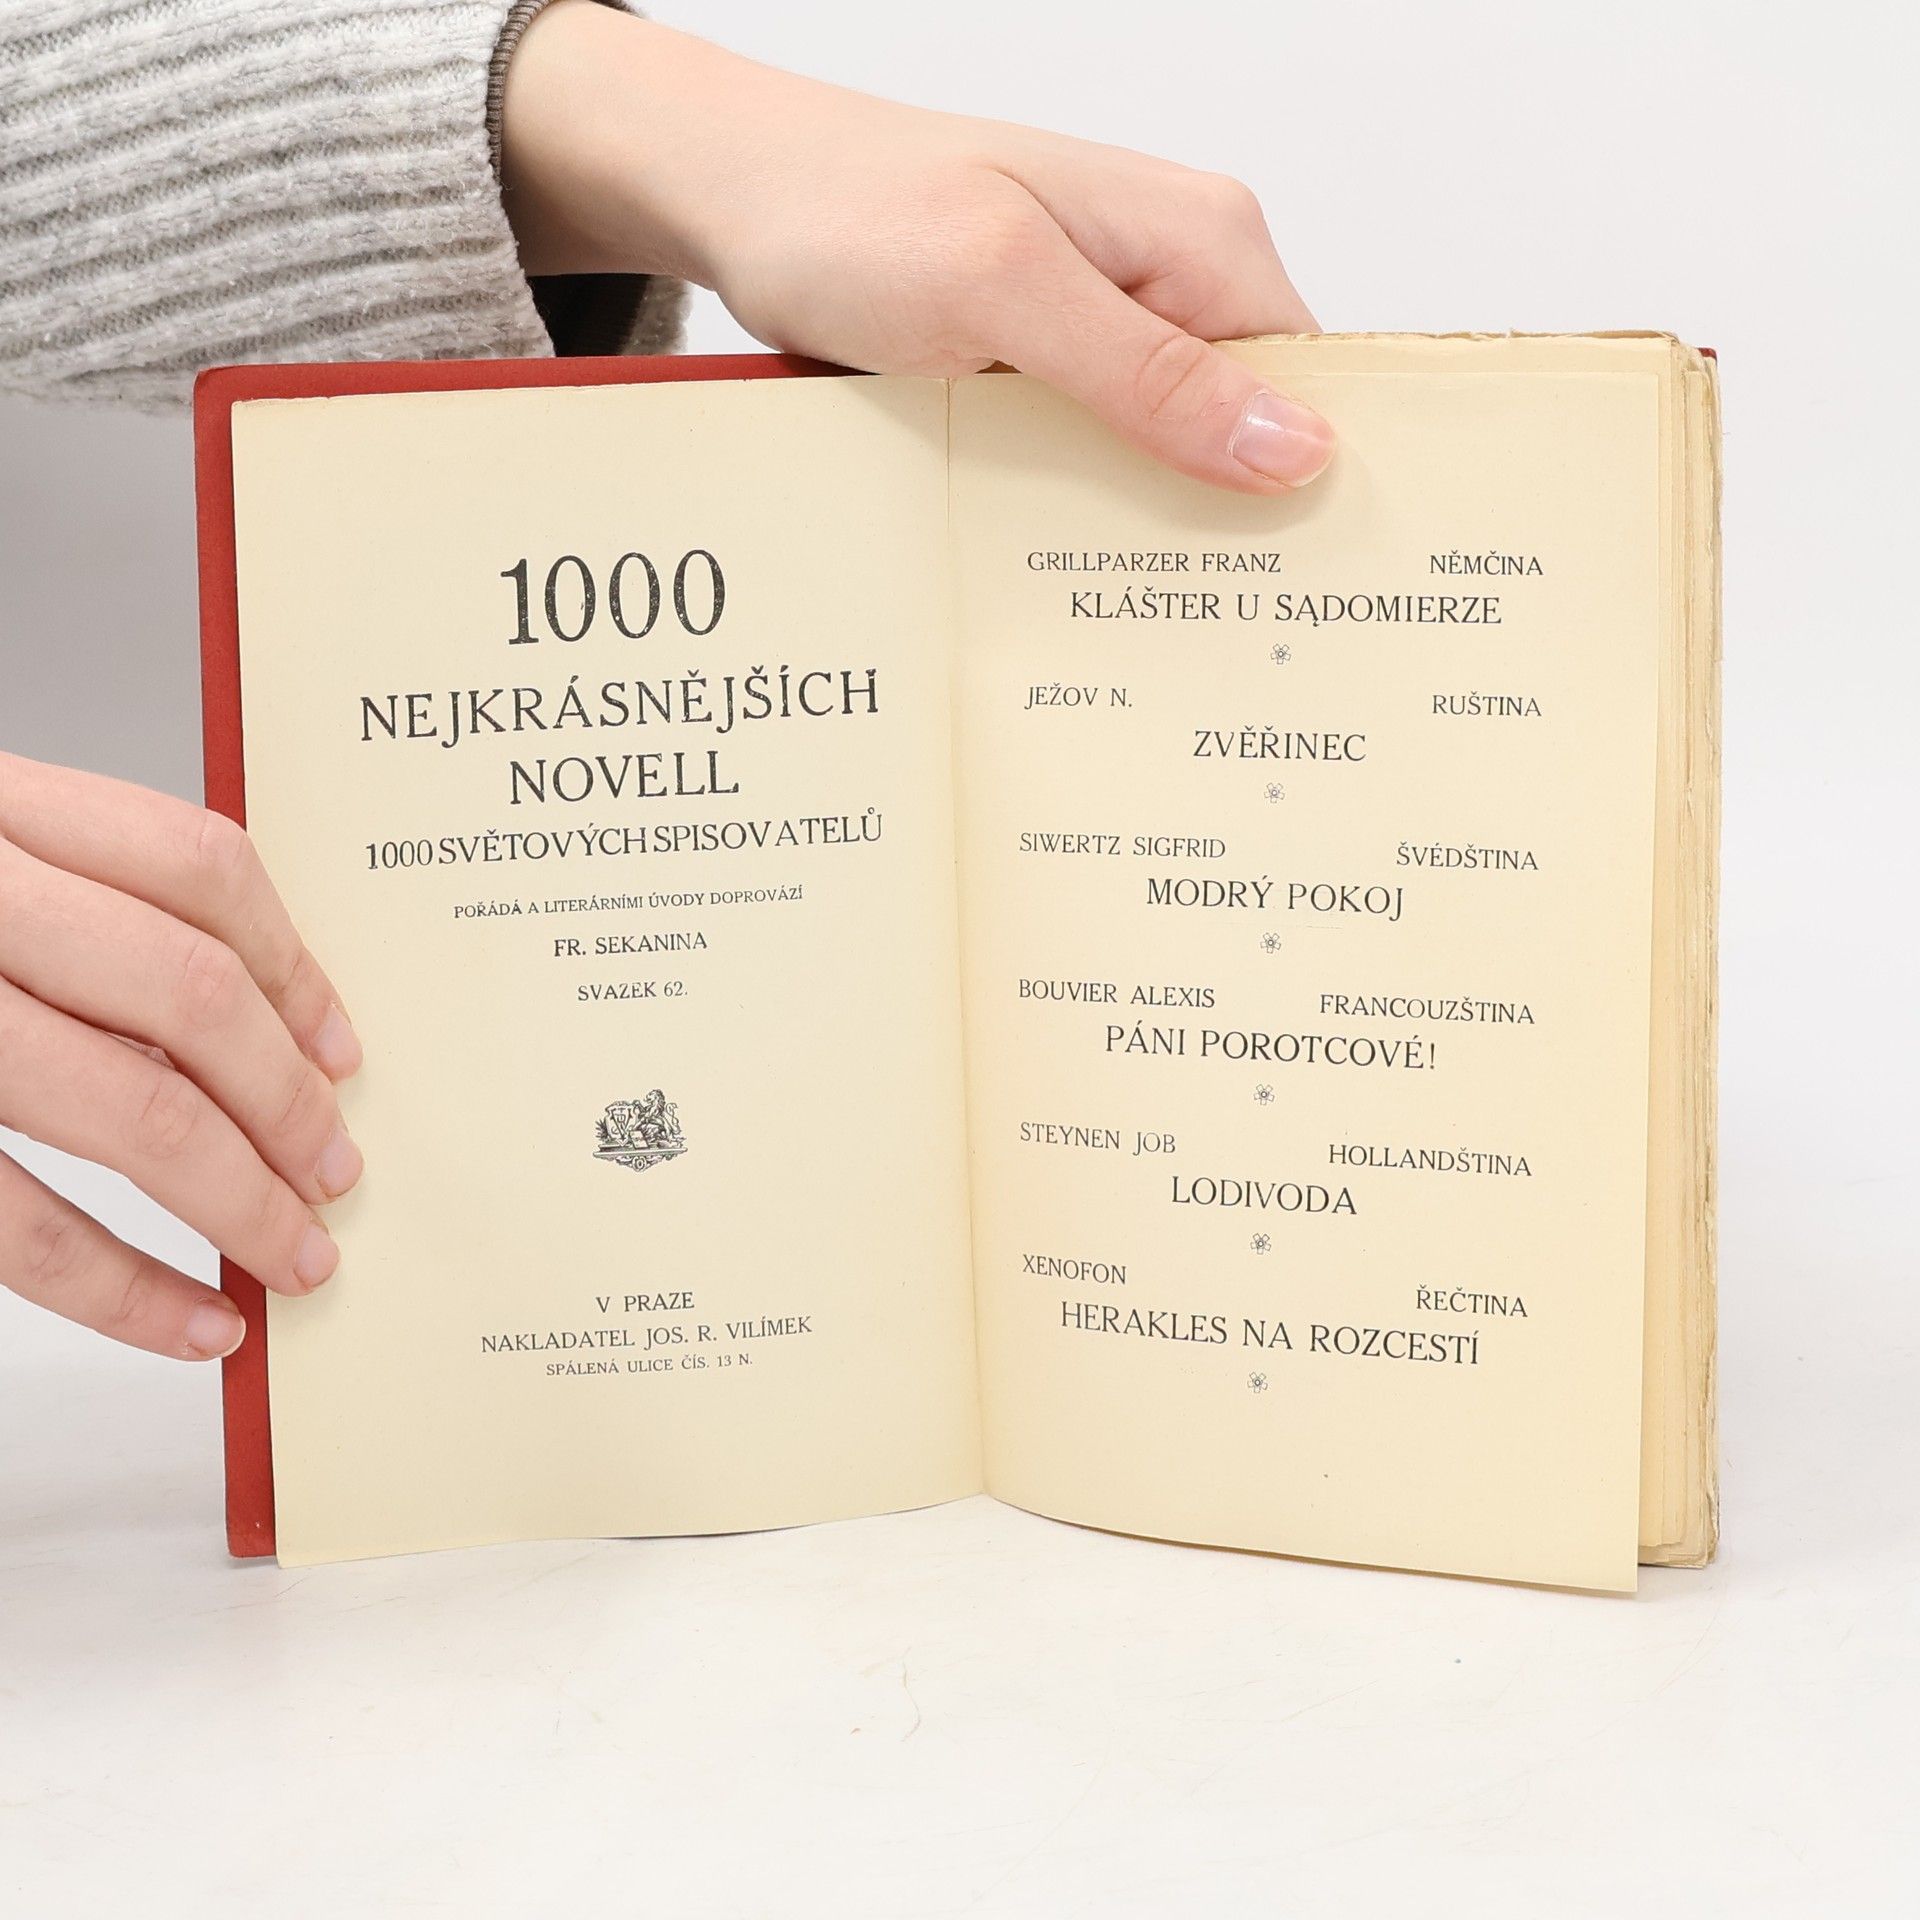 1000
NEJKRÁSNĚJŠÍCH
NOVELL
1000 SVĚTOVÝCH SPISOVATELŮ
POŘÁDÁ A LITERÁRNÍMI ÚVODY DOPROVÁZÍ
FR. SEKANINA
SVAZEK 62.
V PRAZE
NAKLADATEL JOS. R. VILÍMEK
SPÁLENÁ ULICE ČÍS. 13 N.
GRILLPARZER FRANZ NĚMČINA
KLÁŠTER U SĄDOMIERZE
JEŽOV N. RUŠTINA
ZVĚŘINEC
SIWERTZ SIGFRID ŠVÉDŠTINA
MODRÝ POKOJ
BOUVIER ALEXIS FRANCOUZŠTINA
PÁNI POROTCOVÉ!
STEYNEN JOB HOLLANDŠTINA
LODIVODA
XENOFON ŘEČTINA
HERAKLES NA ROZCESTÍ